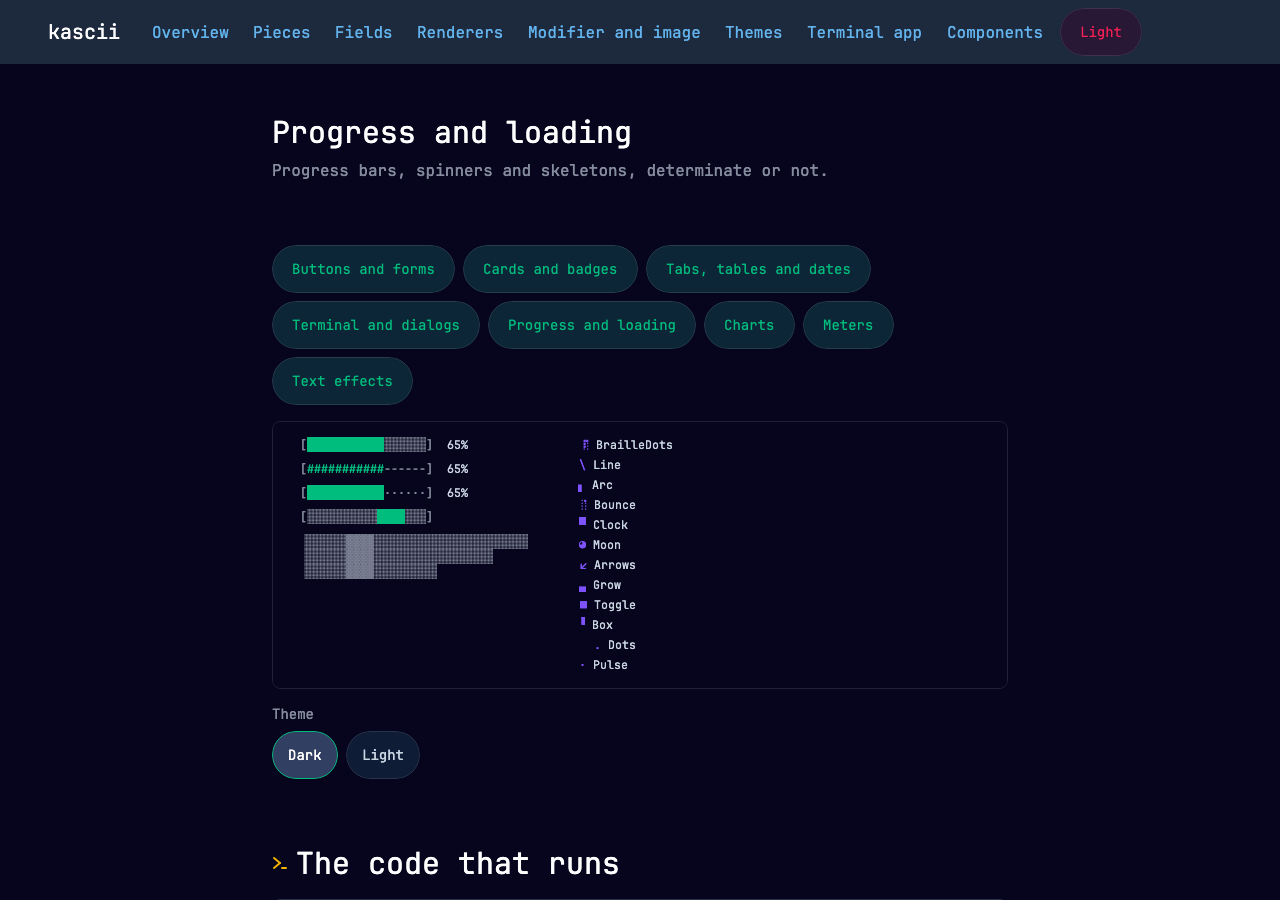 kascii Overview Pieces Fields Renderers Modifier and image Themes Terminal app Components Light
Progress and loading
Progress bars, spinners and skeletons, determinate or not.
Buttons and forms Cards and badges Tabs, tables and dates
Terminal and dialogs Progress and loading Charts Meters
Text effects
[███████████▒▒▒▒▒▒] 65%
[###########------] 65%
[███████████······] 65%
[▒▒▒▒▒▒▒▒▒▒████▒▒▒]
BrailleDots
\ Line
Arc
Bounce
Clock
Moon
Arrows
Grow
Toggle
Box
. Dots
· Pulse
Theme
Dark Light
>_ The code that runs